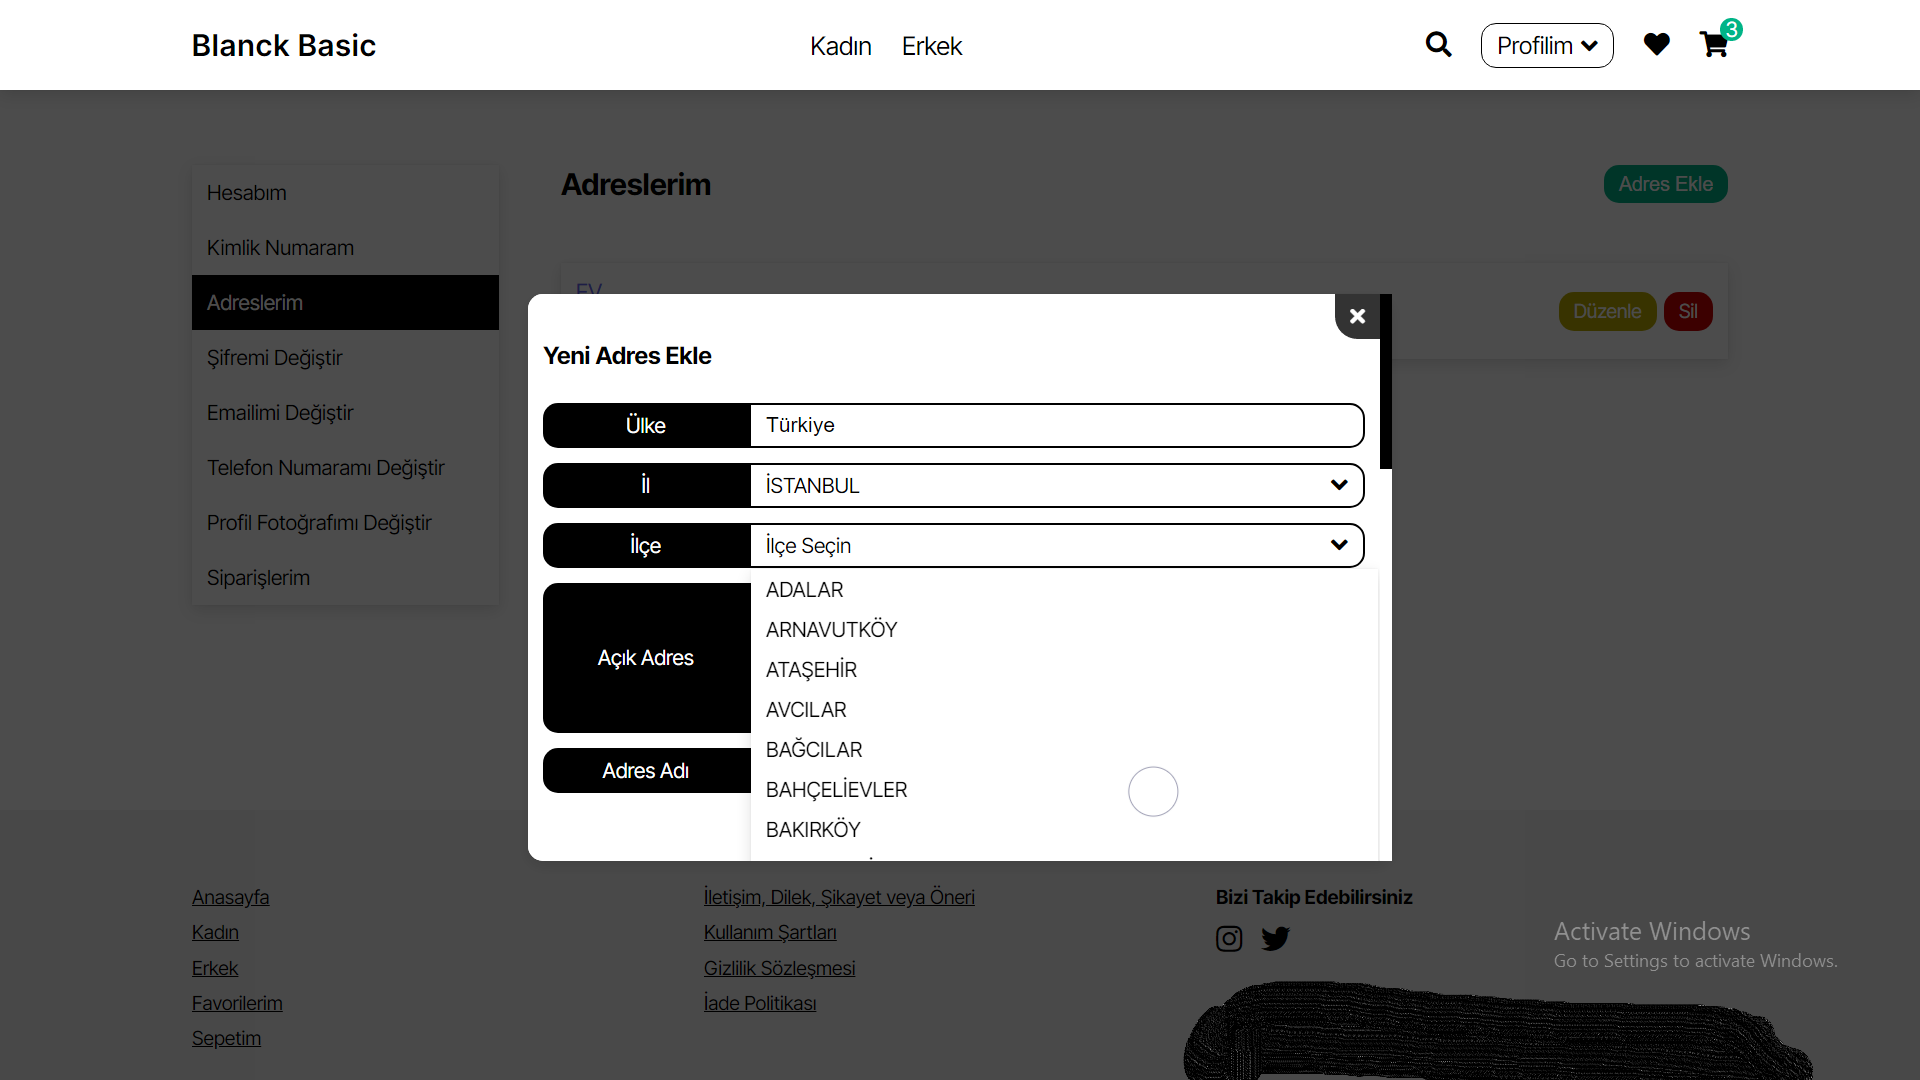 Blanck Basic
Kadın
Erkek
Profilim
3
Hesabım
Kimlik Numaram
Adreslerim
Şifremi Değiştir
Emailimi Değiştir
Telefon Numaramı Değiştir
Profil Fotoğrafımı Değiştir
Siparişlerim
Adreslerim
Adres Ekle
EV
Düzenle
Sil
Yeni Adres Ekle
Ülke
Türkiye
İl
İSTANBUL
İlçe
İlçe Seçin
ADALAR
ARNAVUTKÖY
ATAŞEHİR
AVCILAR
BAĞCILAR
BAHÇELİEVLER
BAKIRKÖY
Açık Adres
Adres Adı
Anasayfa
Kadın
Erkek
Favorilerim
Sepetim
İletişim, Dilek, Şikayet veya Öneri
Kullanım Şartları
Gizlilik Sözleşmesi
İade Politikası
Bizi Takip Edebilirsiniz
Activate Windows
Go to Settings to activate Windows.